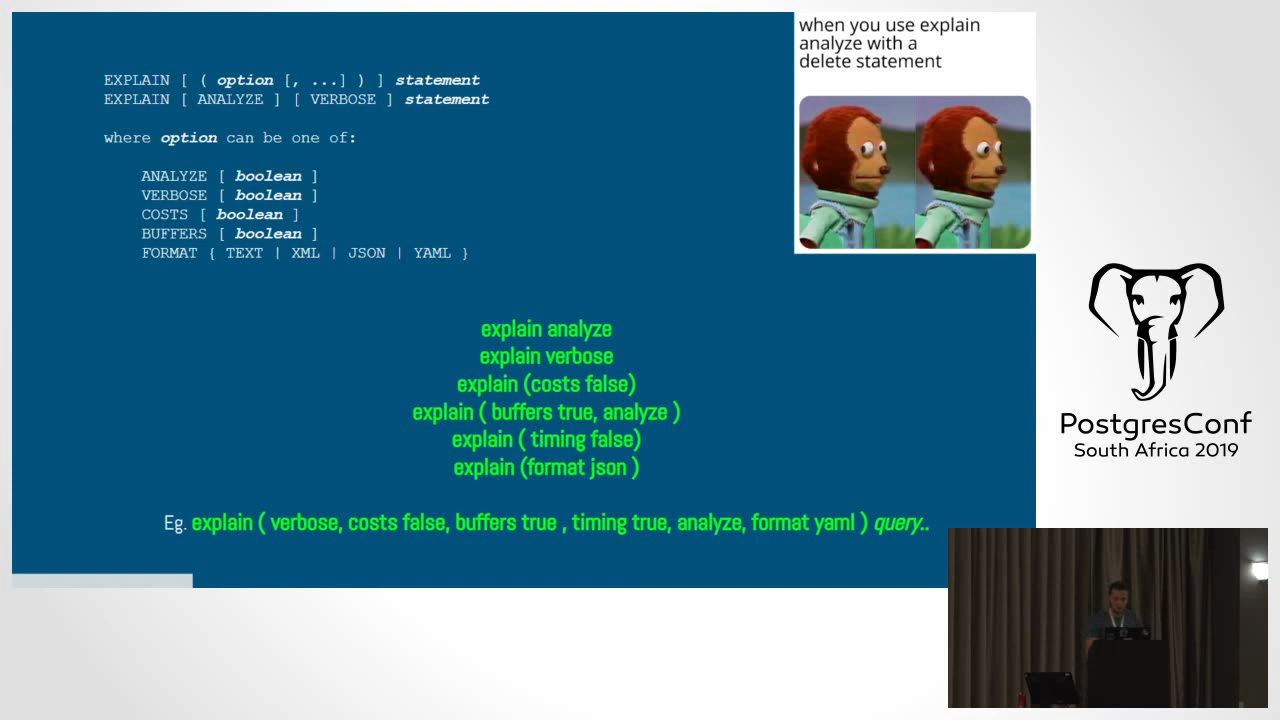 EXPLAIN [ ( option [, ...] ) ] statement
EXPLAIN [ ANALYZE ] [ VERBOSE ] statement
where option can be one of:
ANALYZE [ boolean ]
VERBOSE [ boolean ]
COSTS [ boolean ]
BUFFERS [ boolean ]
FORMAT { TEXT | XML | JSON | YAML }
when you use explain
analyze with a
delete statement
explain analyze
explain verbose
explain (costs false)
explain ( buffers true, analyze )
explain ( timing false)
explain (format json )
Eg. explain ( verbose, costs false, buffers true , timing true, analyze, format yaml ) query..
PostgresConf
South Africa 2019